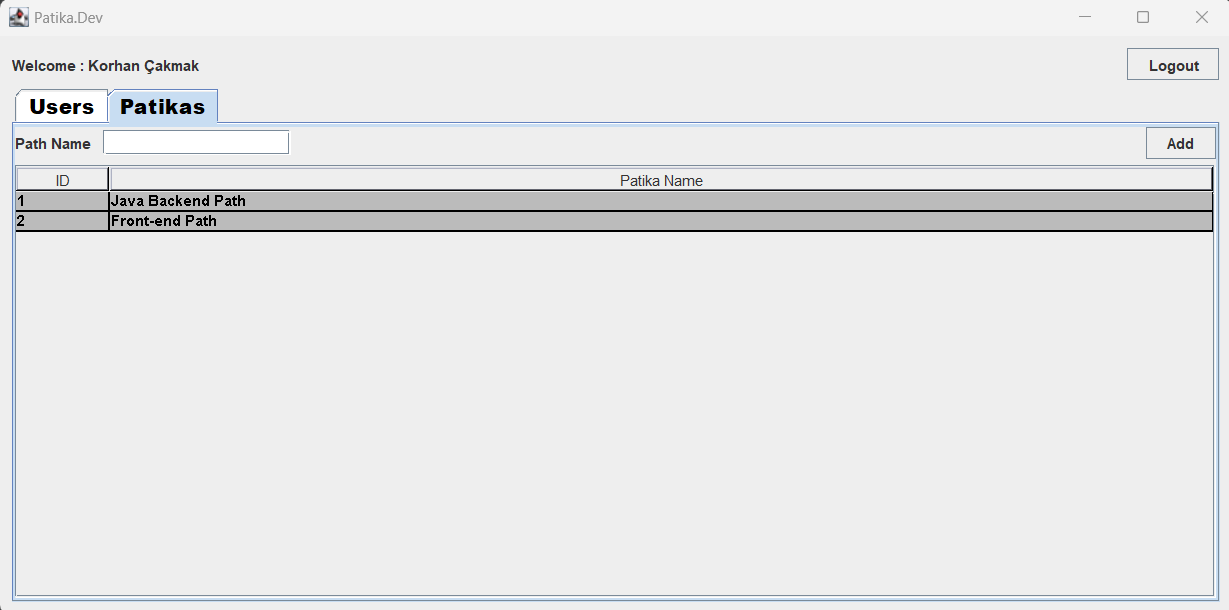 Patika.Dev
Welcome : Korhan Çakmak
Logout
Users Patikas
Path Name Add
ID Patika Name
1 Java Backend Path
2 Front-end Path